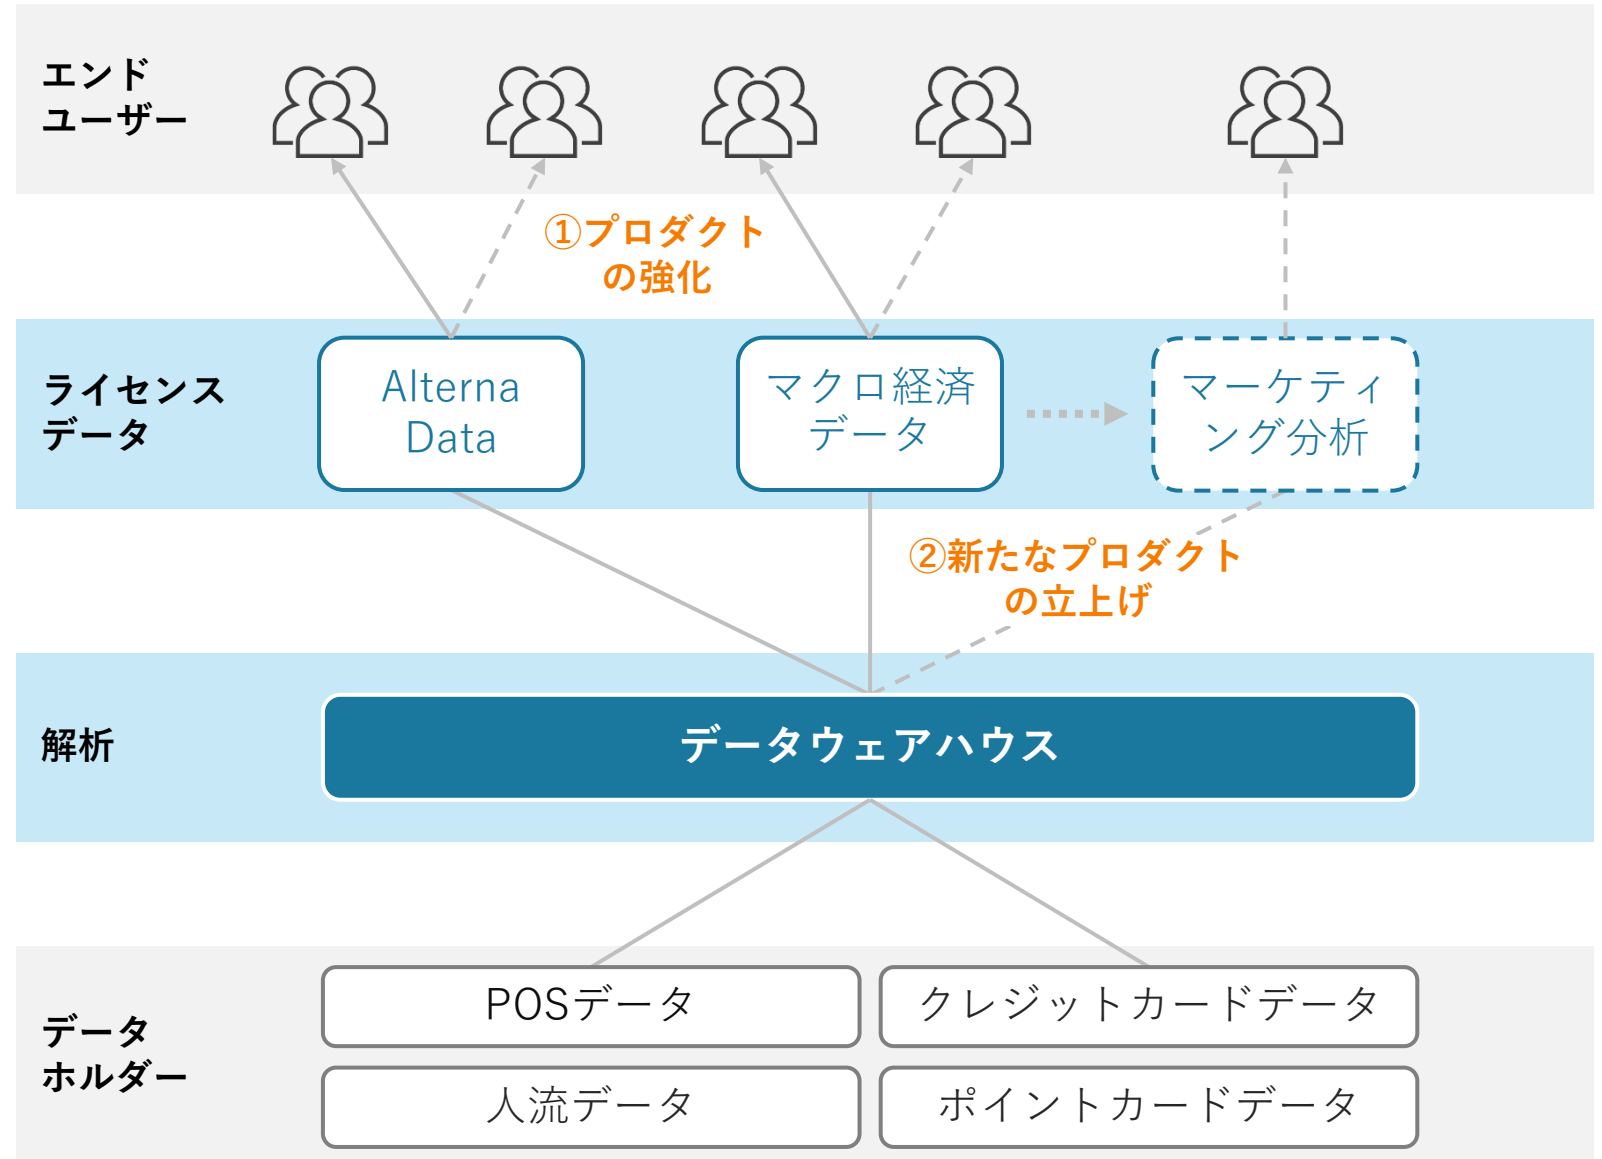 エンド
ユーザー
①プロダクト
の強化
ライセンス
データ
Alterna
Data
マクロ経済
データ
マーケティ
ング分析
②新たなプロダクト
の立上げ
解析
データウェアハウス
データ
ホルダー
POSデータ
クレジットカードデータ
人流データ
ポイントカードデータ